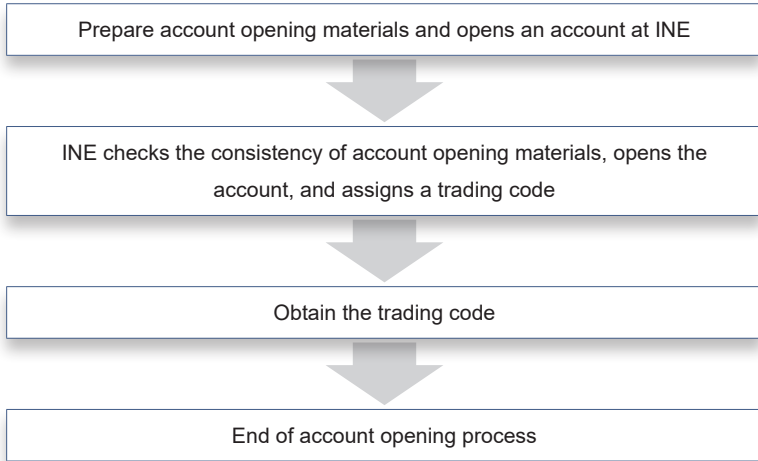 Prepare account opening materials and opens an account at INE
INE checks the consistency of account opening materials, opens the
account, and assigns a trading code
Obtain the trading code
End of account opening process